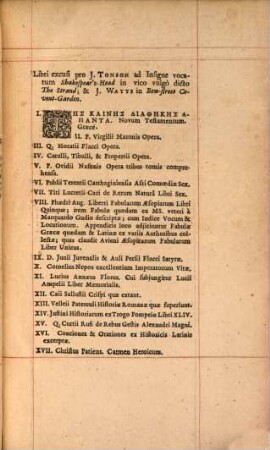 Libri excusi pro J. TONSON ad Insigne voca-
tum Shakespear's-Head in vico vulgò dicto
The Strand; & J. WATTS in Bow-street Co-
vent-Garden.
I. ΤΗΣ ΚΑΙΝΗΣ ΔΙΑΘΗΚΗΣ Α-
ΠΑΝΤΑ. Novum Testamentum.
Græcè.
II. P. Virgilii Maronis Opera.
III. Q. Horatii Flacci Opera.
IV. Catulli, Tibulli, & Propertii Opera.
V. P. Ovidii Nasonis Opera tribus tomis compre-
hensa.
VI. Publii Terentii Carthaginiensis Afri Comœdiæ Sex.
VII. Titi Lucretii Cari de Rerum Naturâ Libri Sex.
VIII. Phædri Aug. Liberti Fabularum Æsopiarum Libri
Quinque; item Fabulæ quædam ex MS. veteri à
Marquardo Gudio descriptæ; cum Indice Vocum &
Locutionum. Appendicis loco adjiciuntur Fabulæ
Græcæ quædam & Latinæ ex variis Authoribus col-
lectæ; quas claudit Avieni Æsopiarum Fabularum
Liber Unicus.
IX. D. Junii Juvenalis & Auli Persii Flacci Satyræ.
X. Cornelius Nepos excellentium Imperatorum Vitæ.
XI. Lucius Annæus Florus. Cui subjungitur Lucii
Ampelii Liber Memorialis.
XII. Caii Sallustii Crispi quæ extant.
XIII. Velleii Paterculi Historiæ Romanæ quæ supersunt.
XIV. Justini Historiarum ex Trogo Pompeio Libri XLIV.
XV. Q. Curtii Rufi de Rebus Gestis Alexandri Magni.
XVI. Conciones & Orationes ex Historicis Latinis
excerptæ.
XVII. Christus Patiens. Carmen Heroicum.